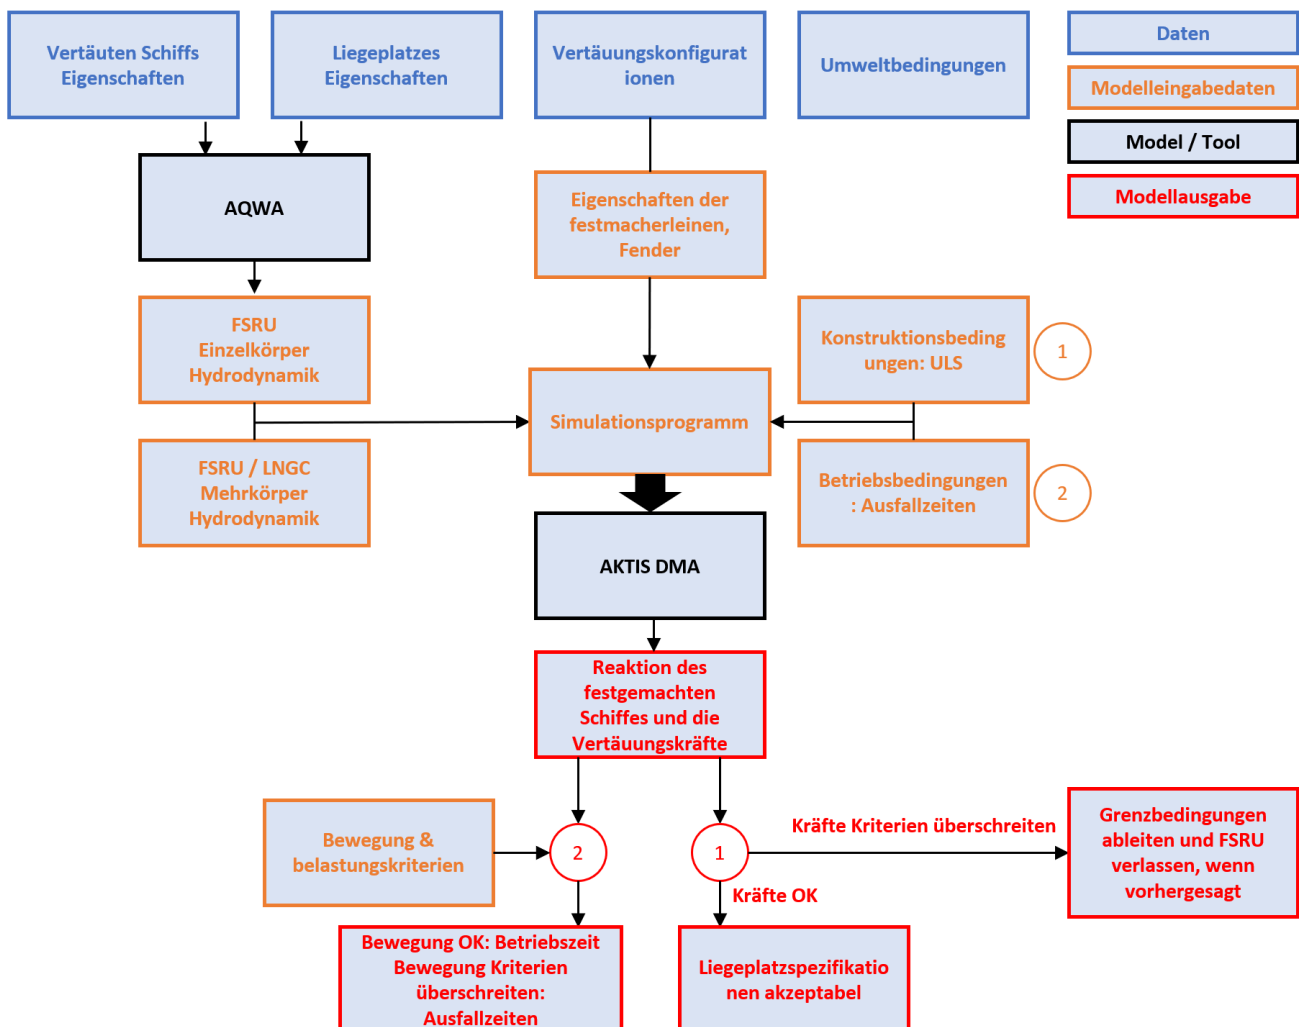 Vertäuten Schiffs
Eigenschaften
Liegeplatzes
Eigenschaften
Vertäuungskonfigurat
ionen
Umweltbedingungen
Daten
Modelleingabedaten
Model / Tool
Modellausgabe
AQWA
Eigenschaften der
festmacherleinen,
Fender
FSRU
Einzelkörper
Hydrodynamik
Konstruktionsbeding
ungen: ULS
1
Simulationsprogramm
FSRU / LNGC
Mehrkörper
Hydrodynamik
Betriebsbedingungen
: Ausfallzeiten
2
AKTIS DMA
Reaktion des
festgemachten
Schiffes und die
Vertäuungskräfte
Bewegung &
belastungskriterien
2
1
Kräfte Kriterien überschreiten
Grenzbedingungen
ableiten und FSRU
verlassen, wenn
vorhergesagt
Kräfte OK
Bewegung OK: Betriebszeit
Bewegung Kriterien
überschreiten:
Ausfallzeiten
Liegeplatzspezifikatio
nen akzeptabel